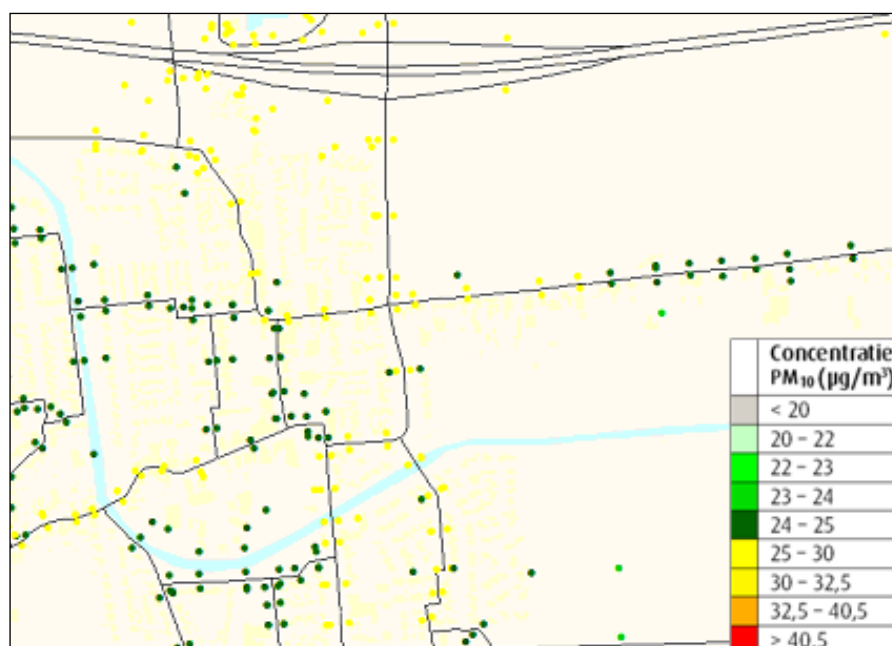 Concentratie
PM₁₀ (µg/m³)
< 20
20 – 22
22 – 23
23 – 24
24 – 25
25 – 30
30 – 32,5
32,5 – 40,5
> 40,5